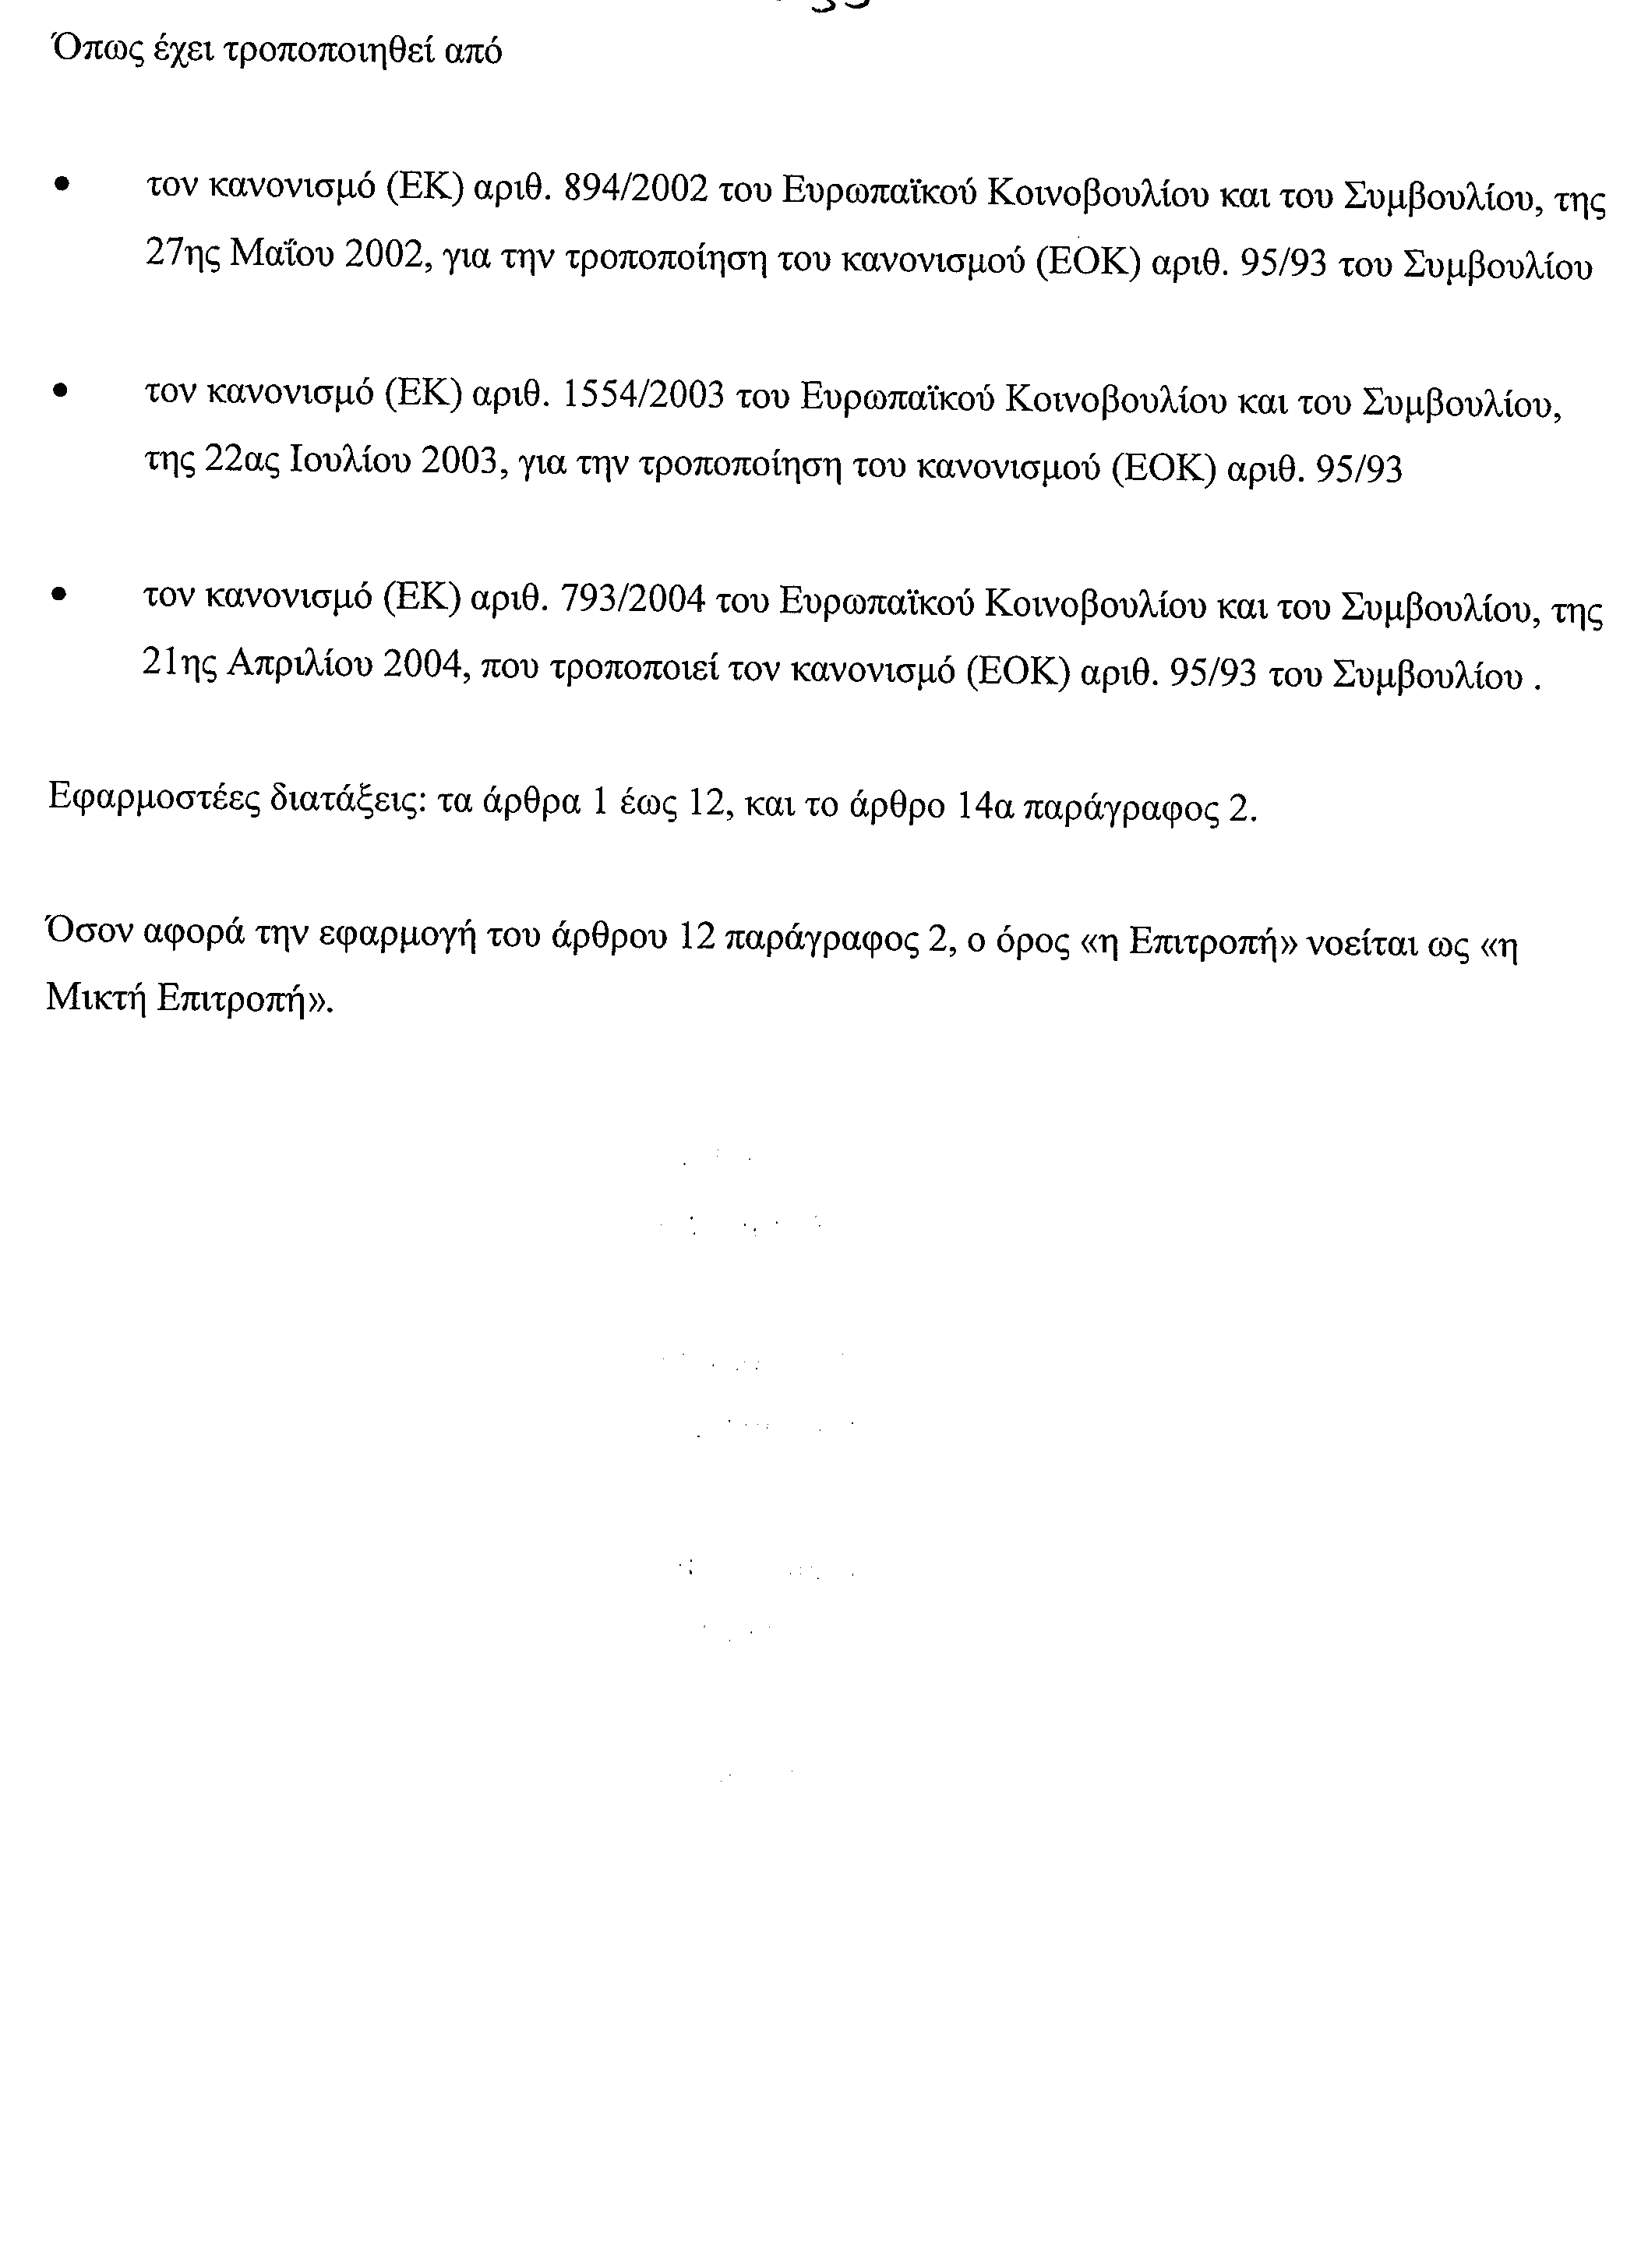 Όπως έχει τροποποιηθεί από
• τον κανονισμό (ΕΚ) αριθ. 894/2002 του Ευρωπαϊκού Κοινοβουλίου και του Συμβουλίου, της
27ης Μαΐου 2002, για την τροποποίηση του κανονισμού (ΕΟΚ) αριθ. 95/93 του Συμβουλίου
• τον κανονισμό (ΕΚ) αριθ. 1554/2003 του Ευρωπαϊκού Κοινοβουλίου και του Συμβουλίου,
της 22ας Ιουλίου 2003, για την τροποποίηση του κανονισμού (ΕΟΚ) αριθ. 95/93
• τον κανονισμό (ΕΚ) αριθ. 793/2004 του Ευρωπαϊκού Κοινοβουλίου και του Συμβουλίου, της
21ης Απριλίου 2004, που τροποποιεί τον κανονισμό (ΕΟΚ) αριθ. 95/93 του Συμβουλίου .
Εφαρμοστέες διατάξεις: τα άρθρα 1 έως 12, και το άρθρο 14α παράγραφος 2.
Όσον αφορά την εφαρμογή του άρθρου 12 παράγραφος 2, ο όρος «η Επιτροπή» νοείται ως «η
Μικτή Επιτροπή».